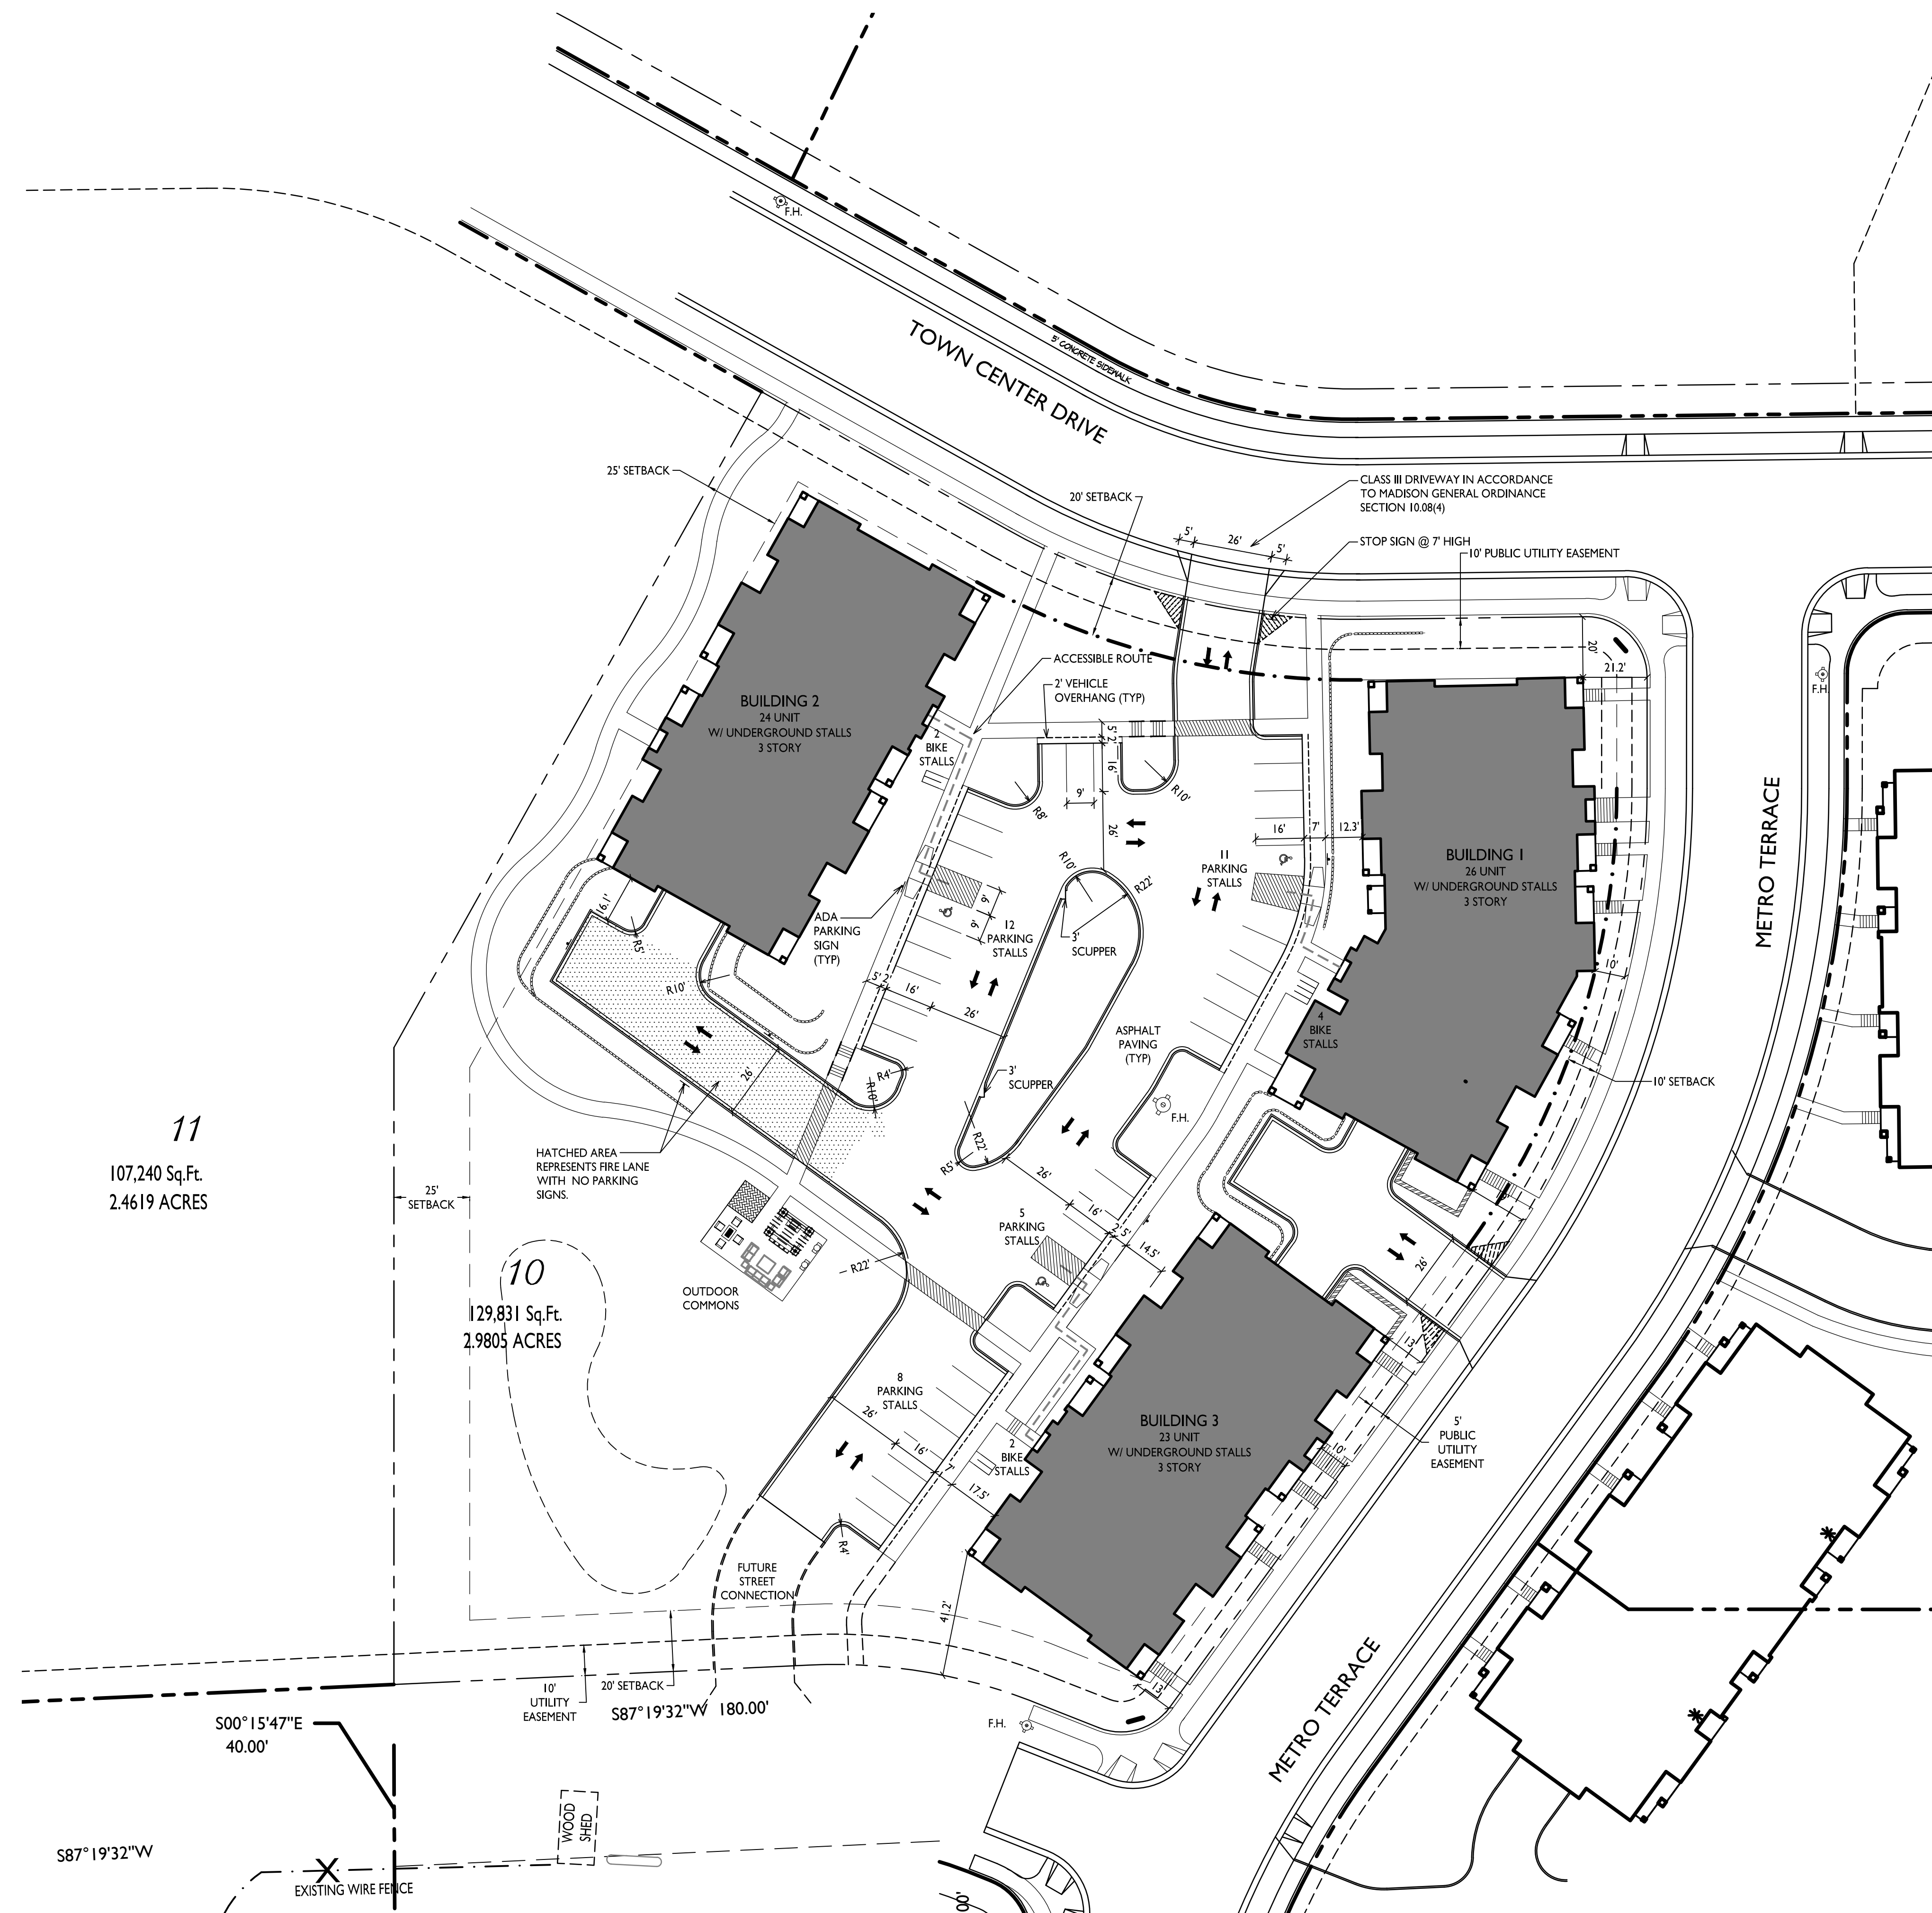 F.H.
TOWN CENTER DRIVE
5' CONCRETE SIDEWALK
25' SETBACK
20' SETBACK
CLASS III DRIVEWAY IN ACCORDANCE
TO MADISON GENERAL ORDINANCE
SECTION 10.08(4)
5'
26'
5'
STOP SIGN @ 7' HIGH
10' PUBLIC UTILITY EASEMENT
ACCESSIBLE ROUTE
2' VEHICLE
OVERHANG (TYP)
20'
21.2'
F.H.
BUILDING 2
24 UNIT
W/ UNDERGROUND STALLS
3 STORY
2
BIKE
STALLS
5'
2'
16'
9'
R8'
R10'
26'
16'
7'
12.3'
11
PARKING
STALLS
BUILDING 1
26 UNIT
W/ UNDERGROUND STALLS
3 STORY
METRO TERRACE
R10'
R22'
9'
9'
12
PARKING
STALLS
3'
SCUPPER
ADA
PARKING
SIGN
(TYP)
16.1'
R5'
R10'
5'
2'
16'
26'
10'
4
BIKE
STALLS
ASPHALT
PAVING
(TYP)
26'
R4'
R10'
3'
SCUPPER
F.H.
10' SETBACK
HATCHED AREA
REPRESENTS FIRE LANE
WITH NO PARKING
SIGNS.
R22'
R5'
26'
16'
2'
5'
14.5'
5
PARKING
STALLS
26'
11
107,240 Sq.Ft.
2.4619 ACRES
25'
SETBACK
10
129,831 Sq.Ft.
2.9805 ACRES
OUTDOOR
COMMONS
R22'
13'
8
PARKING
STALLS
26'
16'
7'
17.5'
2
BIKE
STALLS
BUILDING 3
23 UNIT
W/ UNDERGROUND STALLS
3 STORY
10'
5'
PUBLIC
UTILITY
EASEMENT
R4'
FUTURE
STREET
CONNECTION
41.2'
13'
10'
UTILITY
EASEMENT
20' SETBACK
S87°19'32"W 180.00'
F.H.
METRO TERRACE
S00°15'47"E
40.00'
WOOD
SHED
S87°19'32"W
EXISTING WIRE FENCE